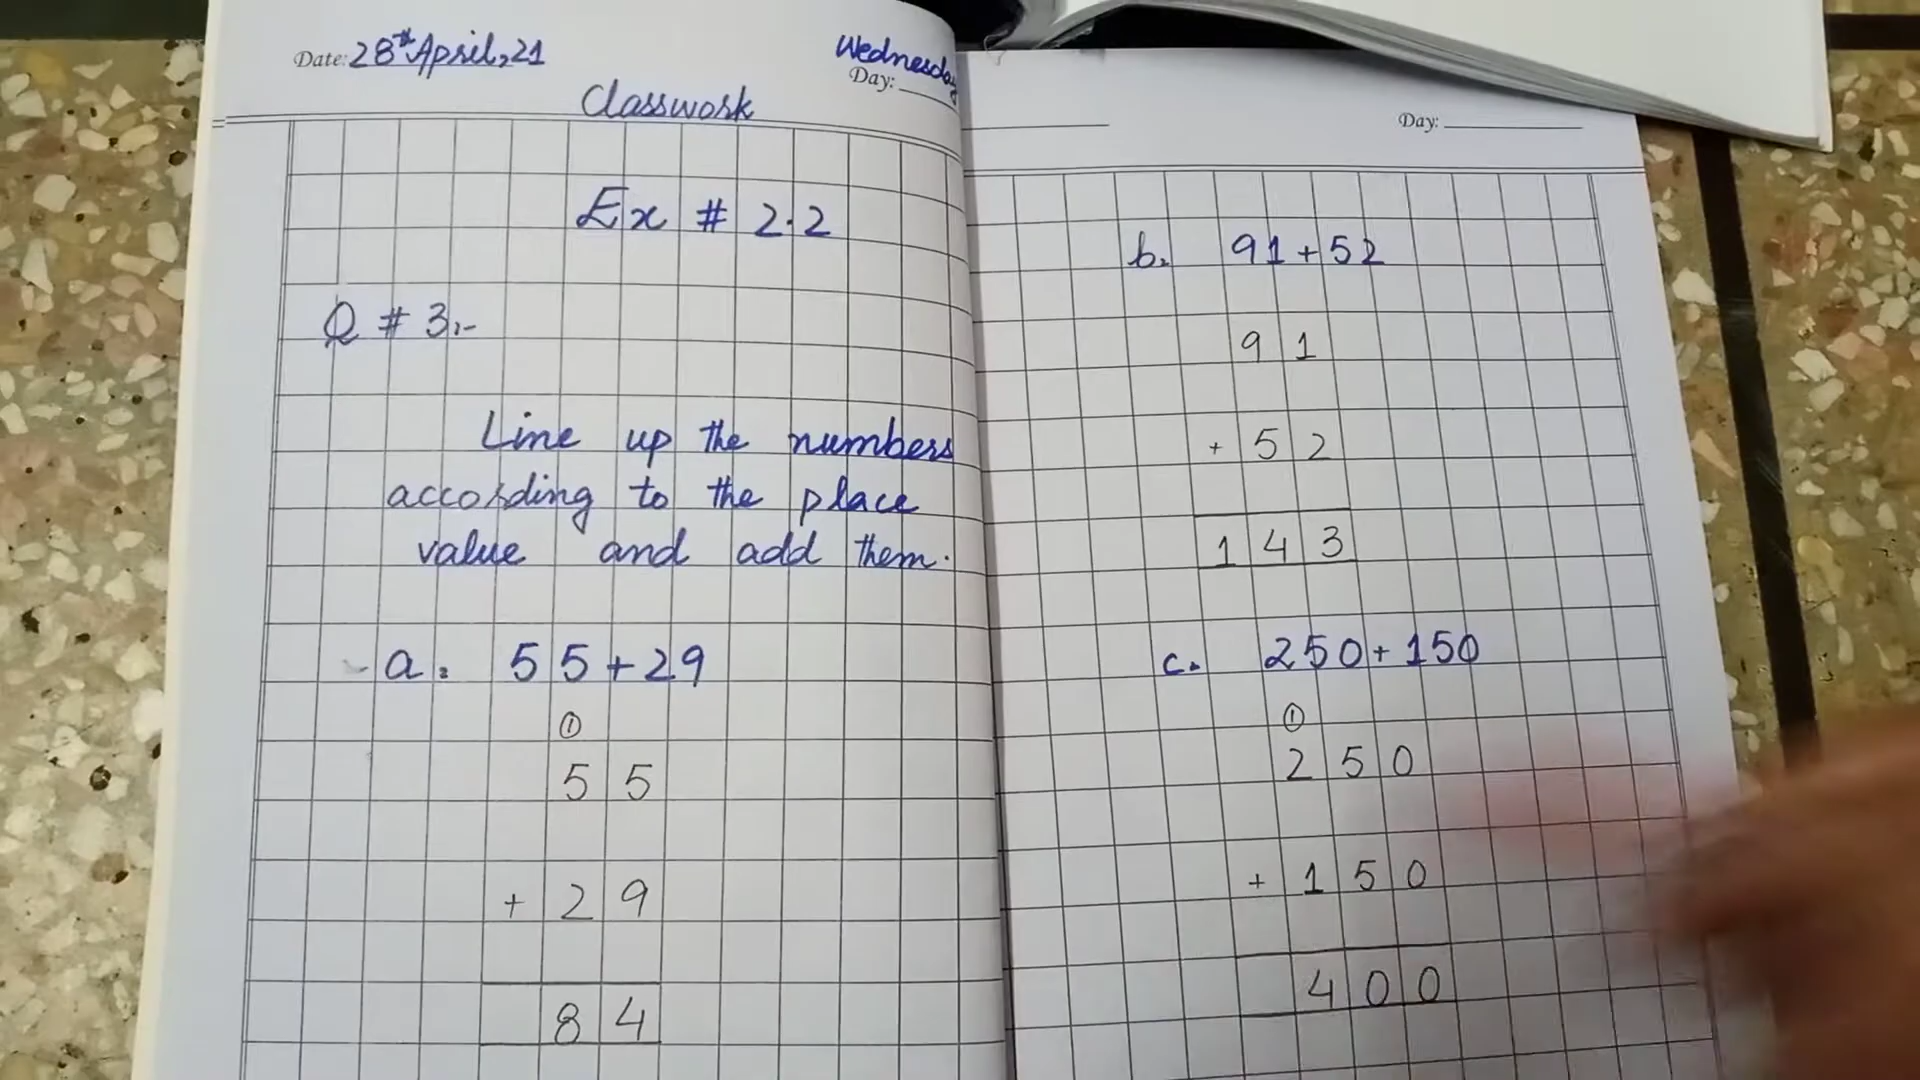 Date: 28th April, 21
Wednesday
Day:
Classwork
Ex # 2.2
Q # 3:-
Line up the numbers
according to the place
value and add them.
a. 55+29
1
55
+ 29
84
Day:
b. 91+52
91
+ 52
143
c. 250+150
1
250
+ 150
400